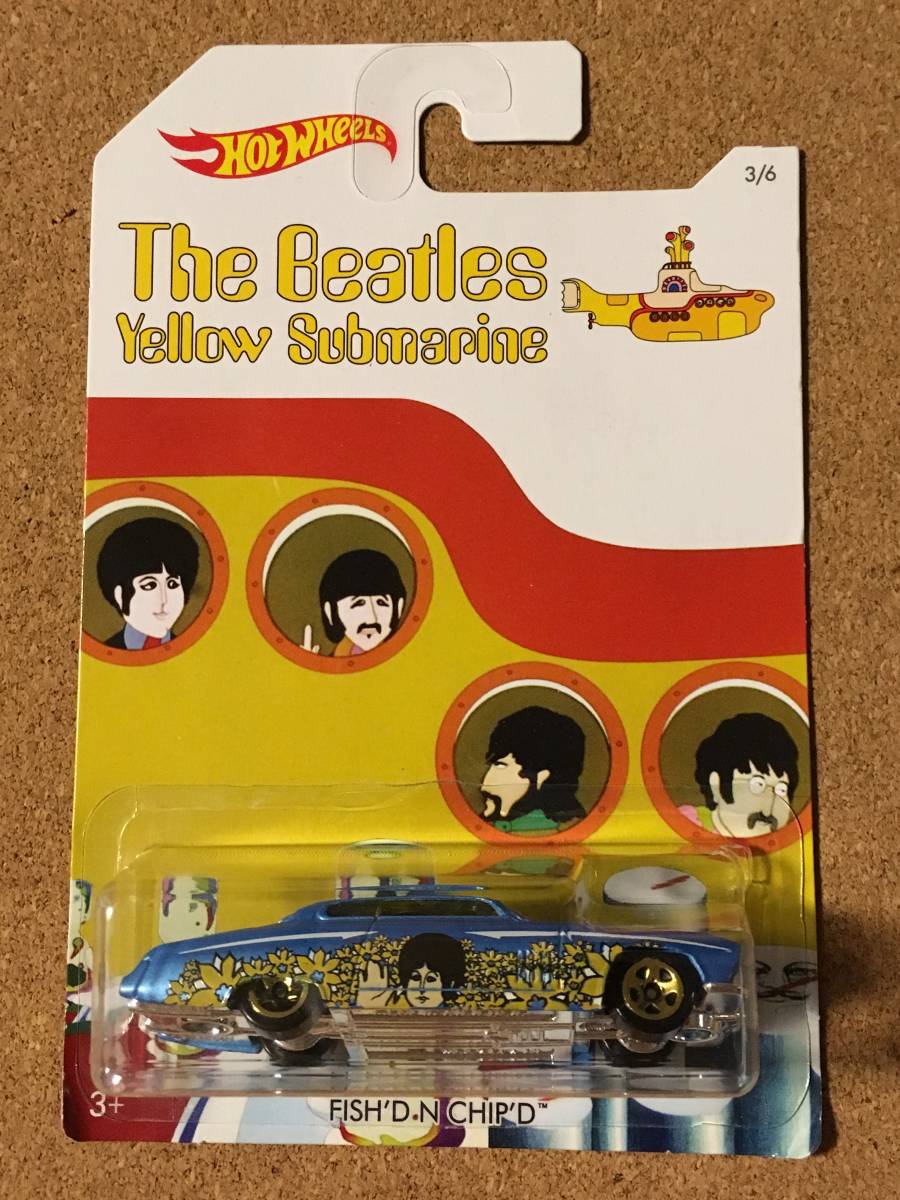 HOT WHEELS
3/6
The Beatles
Yellow Submarine
3+
FISH'D N CHIP'D™